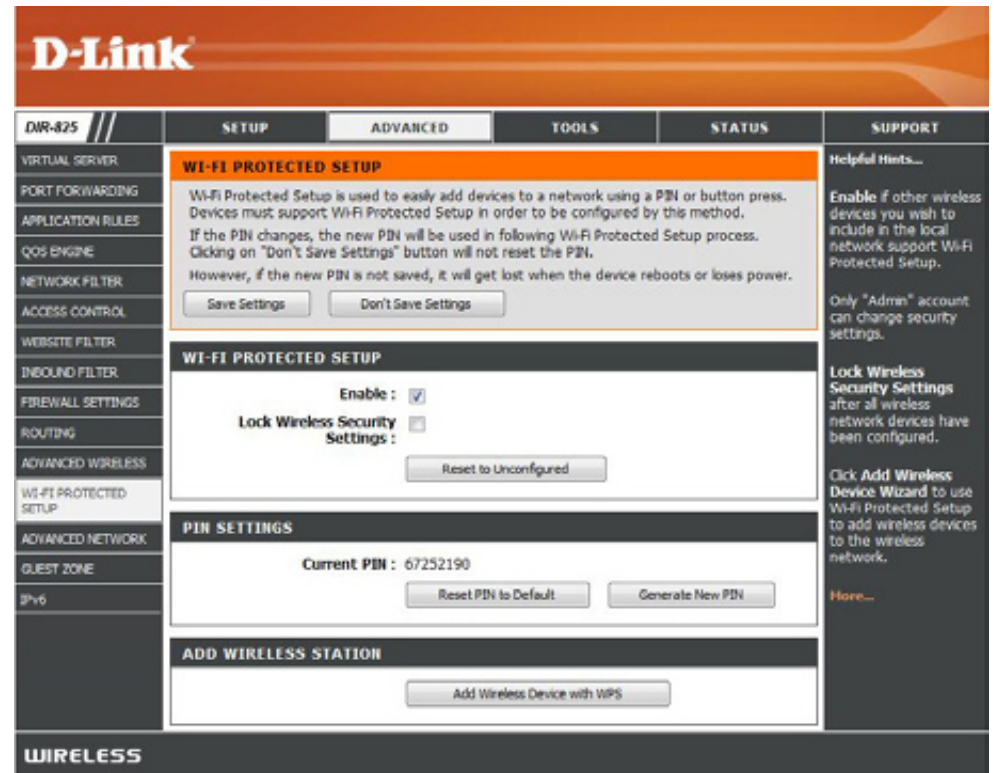 D-Link
DIR-825
SETUP
ADVANCED
TOOLS
STATUS
SUPPORT
VIRTUAL SERVER
PORT FORWARDING
APPLICATION RULES
QOS ENGINE
NETWORK FILTER
ACCESS CONTROL
WEBSITE FILTER
INBOUND FILTER
FIREWALL SETTINGS
ROUTING
ADVANCED WIRELESS
WI-FI PROTECTED
SETUP
ADVANCED NETWORK
GUEST ZONE
IPv6
WI-FI PROTECTED SETUP
Wi-Fi Protected Setup is used to easily add devices to a network using a PIN or button press.
Devices must support Wi-Fi Protected Setup in order to be configured by this method.
If the PIN changes, the new PIN will be used in following Wi-Fi Protected Setup process.
Clicking on "Don't Save Settings" button will not reset the PIN.
However, if the new PIN is not saved, it will get lost when the device reboots or loses power.
Save Settings
Don't Save Settings
WI-FI PROTECTED SETUP
Enable :
Lock Wireless Security
Settings :
Reset to Unconfigured
PIN SETTINGS
Current PIN : 67252190
Reset PIN to Default
Generate New PIN
ADD WIRELESS STATION
Add Wireless Device with WPS
Helpful Hints...
Enable if other wireless
devices you wish to
include in the local
network support Wi-Fi
Protected Setup.
Only "Admin" account
can change security
settings.
Lock Wireless
Security Settings
after all wireless
network devices have
been configured.
Click Add Wireless
Device Wizard to use
Wi-Fi Protected Setup
to add wireless devices
to the wireless
network.
More...
WIRELESS